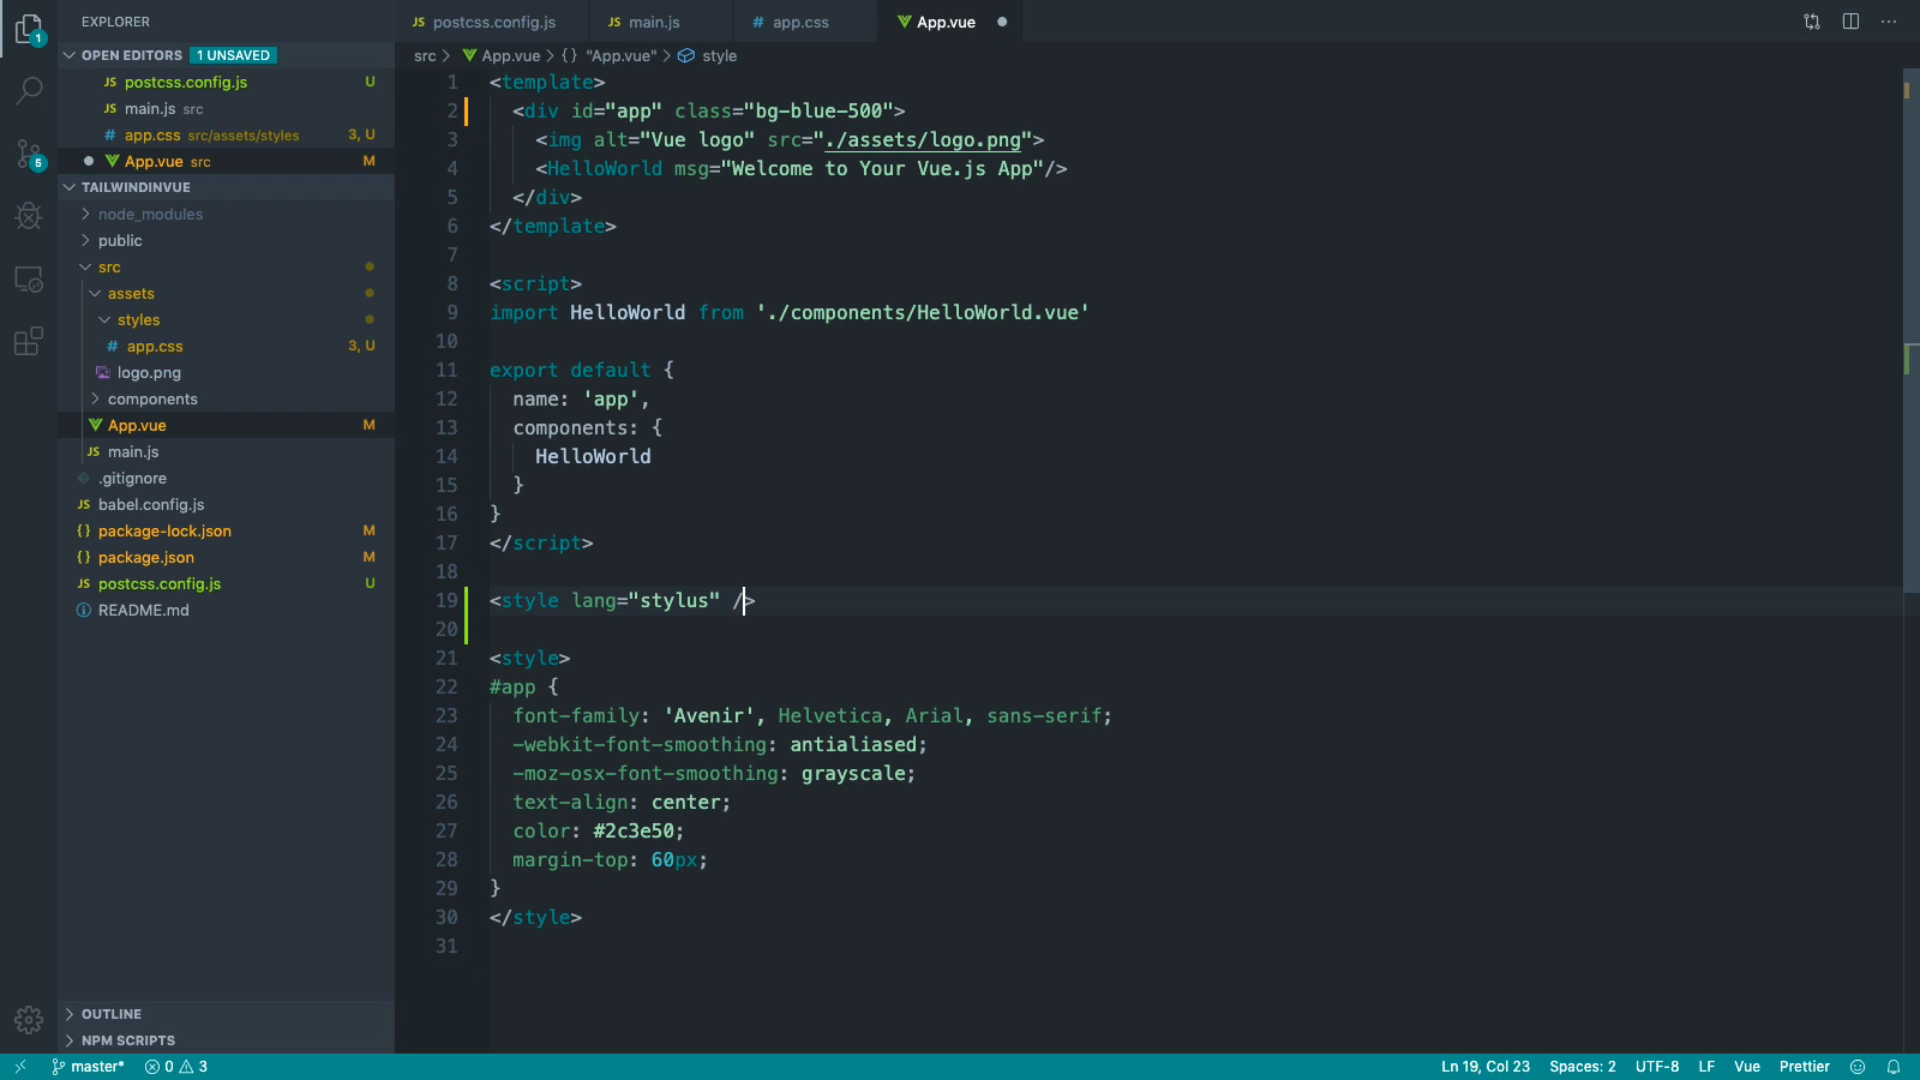 EXPLORER
OPEN EDITORS 1 UNSAVED
JS postcss.config.js U
JS main.js src
# app.css src/assets/styles 3, U
App.vue src M
TAILWINDINVUE
node_modules
public
src
assets
styles
# app.css 3, U
logo.png
components
App.vue M
JS main.js
.gitignore
JS babel.config.js
{} package-lock.json M
{} package.json M
JS postcss.config.js U
README.md
OUTLINE
NPM SCRIPTS
1
5
JS postcss.config.js
JS main.js
# app.css
App.vue
src > App.vue > {} "App.vue" > style
1 <template>
2 <div id="app" class="bg-blue-500">
3 <img alt="Vue logo" src="./assets/logo.png">
4 <HelloWorld msg="Welcome to Your Vue.js App"/>
5 </div>
6 </template>
7
8 <script>
9 import HelloWorld from './components/HelloWorld.vue'
10
11 export default {
12 name: 'app',
13 components: {
14 HelloWorld
15 }
16 }
17 </script>
18
19 <style lang="stylus" />
20
21 <style>
22 #app {
23 font-family: 'Avenir', Helvetica, Arial, sans-serif;
24 -webkit-font-smoothing: antialiased;
25 -moz-osx-font-smoothing: grayscale;
26 text-align: center;
27 color: #2c3e50;
28 margin-top: 60px;
29 }
30 </style>
31
master* 0 3
Ln 19, Col 23 Spaces: 2 UTF-8 LF Vue Prettier